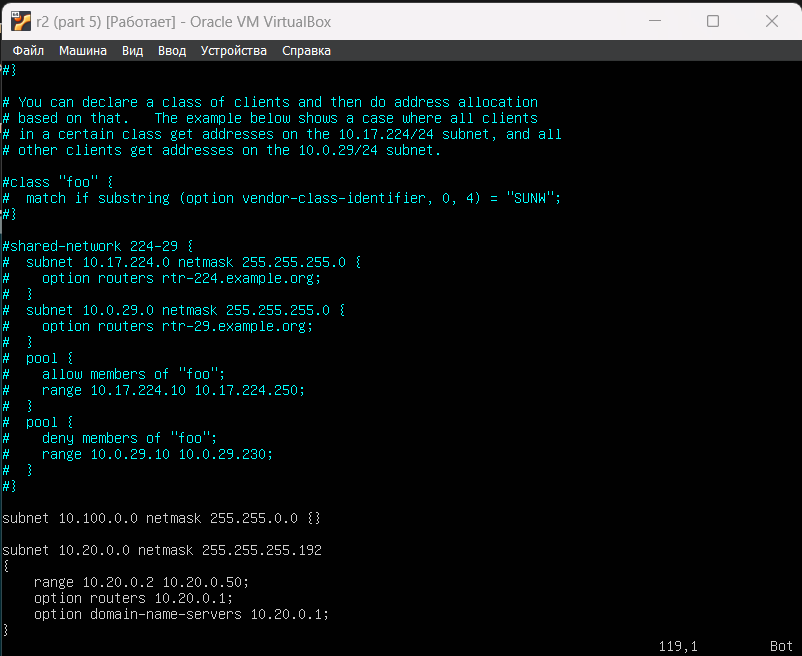 r2 (part 5) [Работает] - Oracle VM VirtualBox
Файл Машина Вид Ввод Устройства Справка
#}
# You can declare a class of clients and then do address allocation
# based on that.   The example below shows a case where all clients
# in a certain class get addresses on the 10.17.224/24 subnet, and all
# other clients get addresses on the 10.0.29/24 subnet.
#class "foo" {
#  match if substring (option vendor-class-identifier, 0, 4) = "SUNW";
#}
#shared-network 224-29 {
#  subnet 10.17.224.0 netmask 255.255.255.0 {
#    option routers rtr-224.example.org;
#  }
#  subnet 10.0.29.0 netmask 255.255.255.0 {
#    option routers rtr-29.example.org;
#  }
#  pool {
#    allow members of "foo";
#    range 10.17.224.10 10.17.224.250;
#  }
#  pool {
#    deny members of "foo";
#    range 10.0.29.10 10.0.29.230;
#  }
#}
subnet 10.100.0.0 netmask 255.255.0.0 {}
subnet 10.20.0.0 netmask 255.255.255.192
{
    range 10.20.0.2 10.20.0.50;
    option routers 10.20.0.1;
    option domain-name-servers 10.20.0.1;
}
119,1 Bot